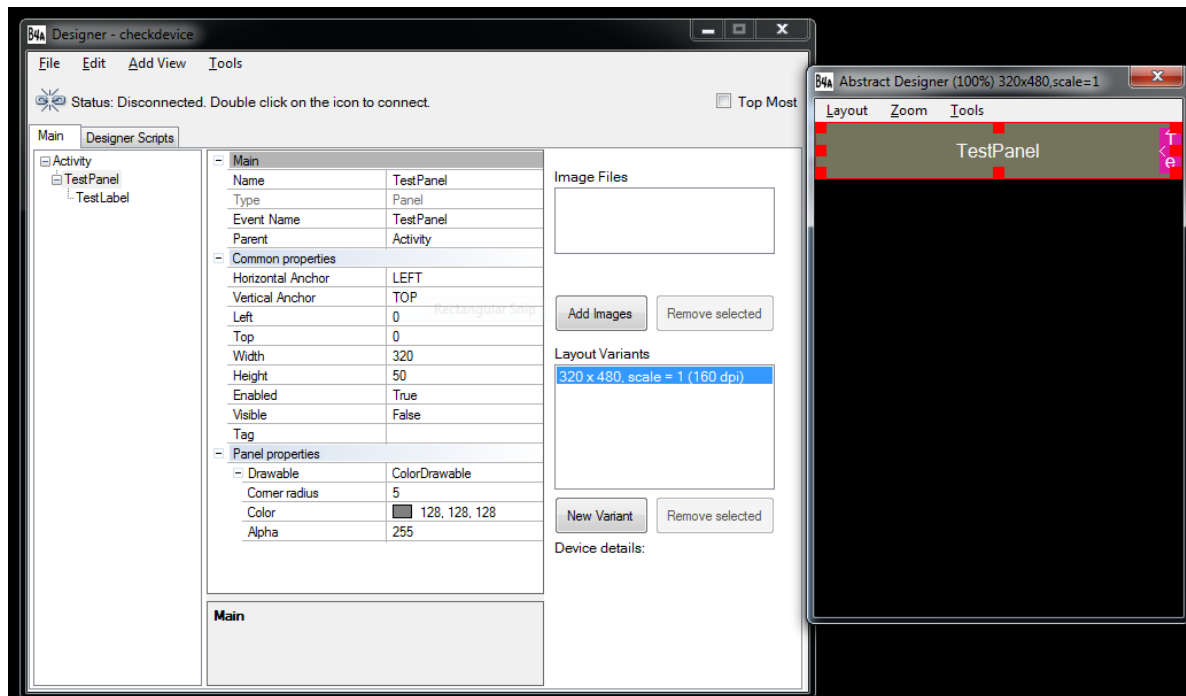 B4A Designer - checkdevice
File Edit Add View Tools
Status: Disconnected. Double click on the icon to connect.
Top Most
Main Designer Scripts
Activity
TestPanel
TestLabel
Main
Name TestPanel
Type Panel
Event Name TestPanel
Parent Activity
Common properties
Horizontal Anchor LEFT
Vertical Anchor TOP
Left 0
Rectangular Snip
Top 0
Width 320
Height 50
Enabled True
Visible False
Tag
Panel properties
Drawable ColorDrawable
Corner radius 5
Color 128, 128, 128
Alpha 255
Main
Image Files
Add Images Remove selected
Layout Variants
320 x 480, scale = 1 (160 dpi)
New Variant Remove selected
Device details:
B4A Abstract Designer (100%) 320x480,scale=1
Layout Zoom Tools
TestPanel
T
e